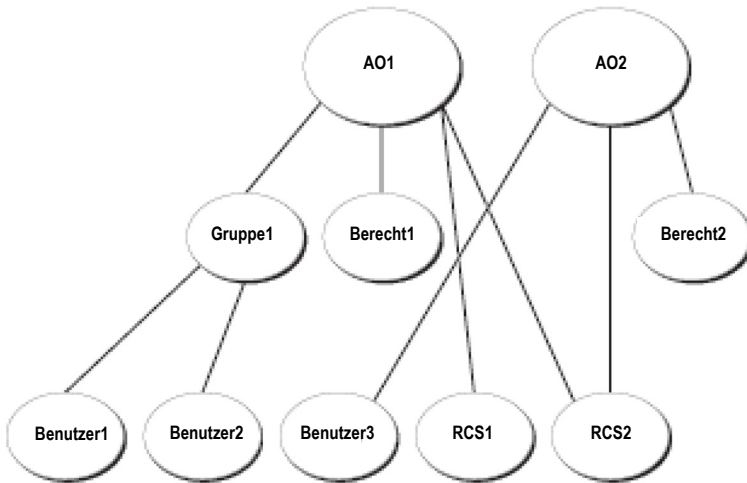 AO1
AO2
Gruppe1
Berecht1
Berecht2
Benutzer1
Benutzer2
Benutzer3
RCS1
RCS2